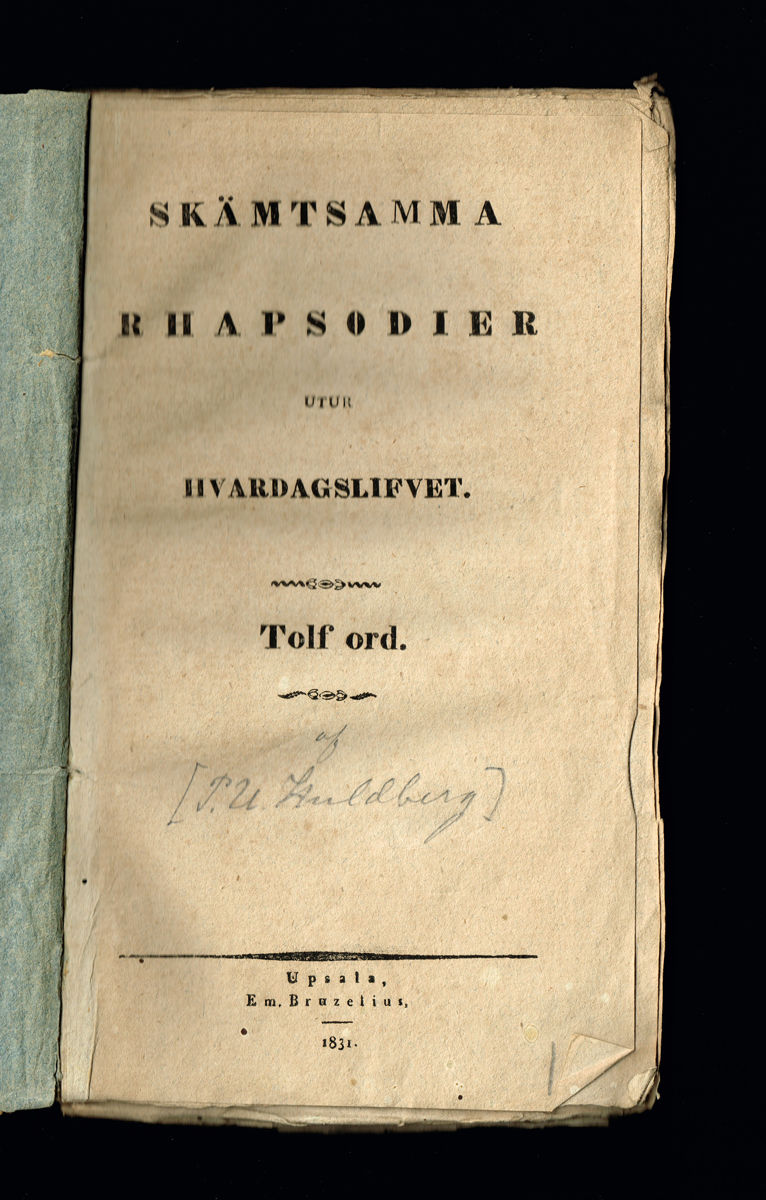 SKÄMTSAMMA
RHAPSODIER
UTUR
HVARDAGSLIFVET.
Tolf ord.
af
[P. U. Huldberg]
Upsala,
Em. Bruzelius,
1831.